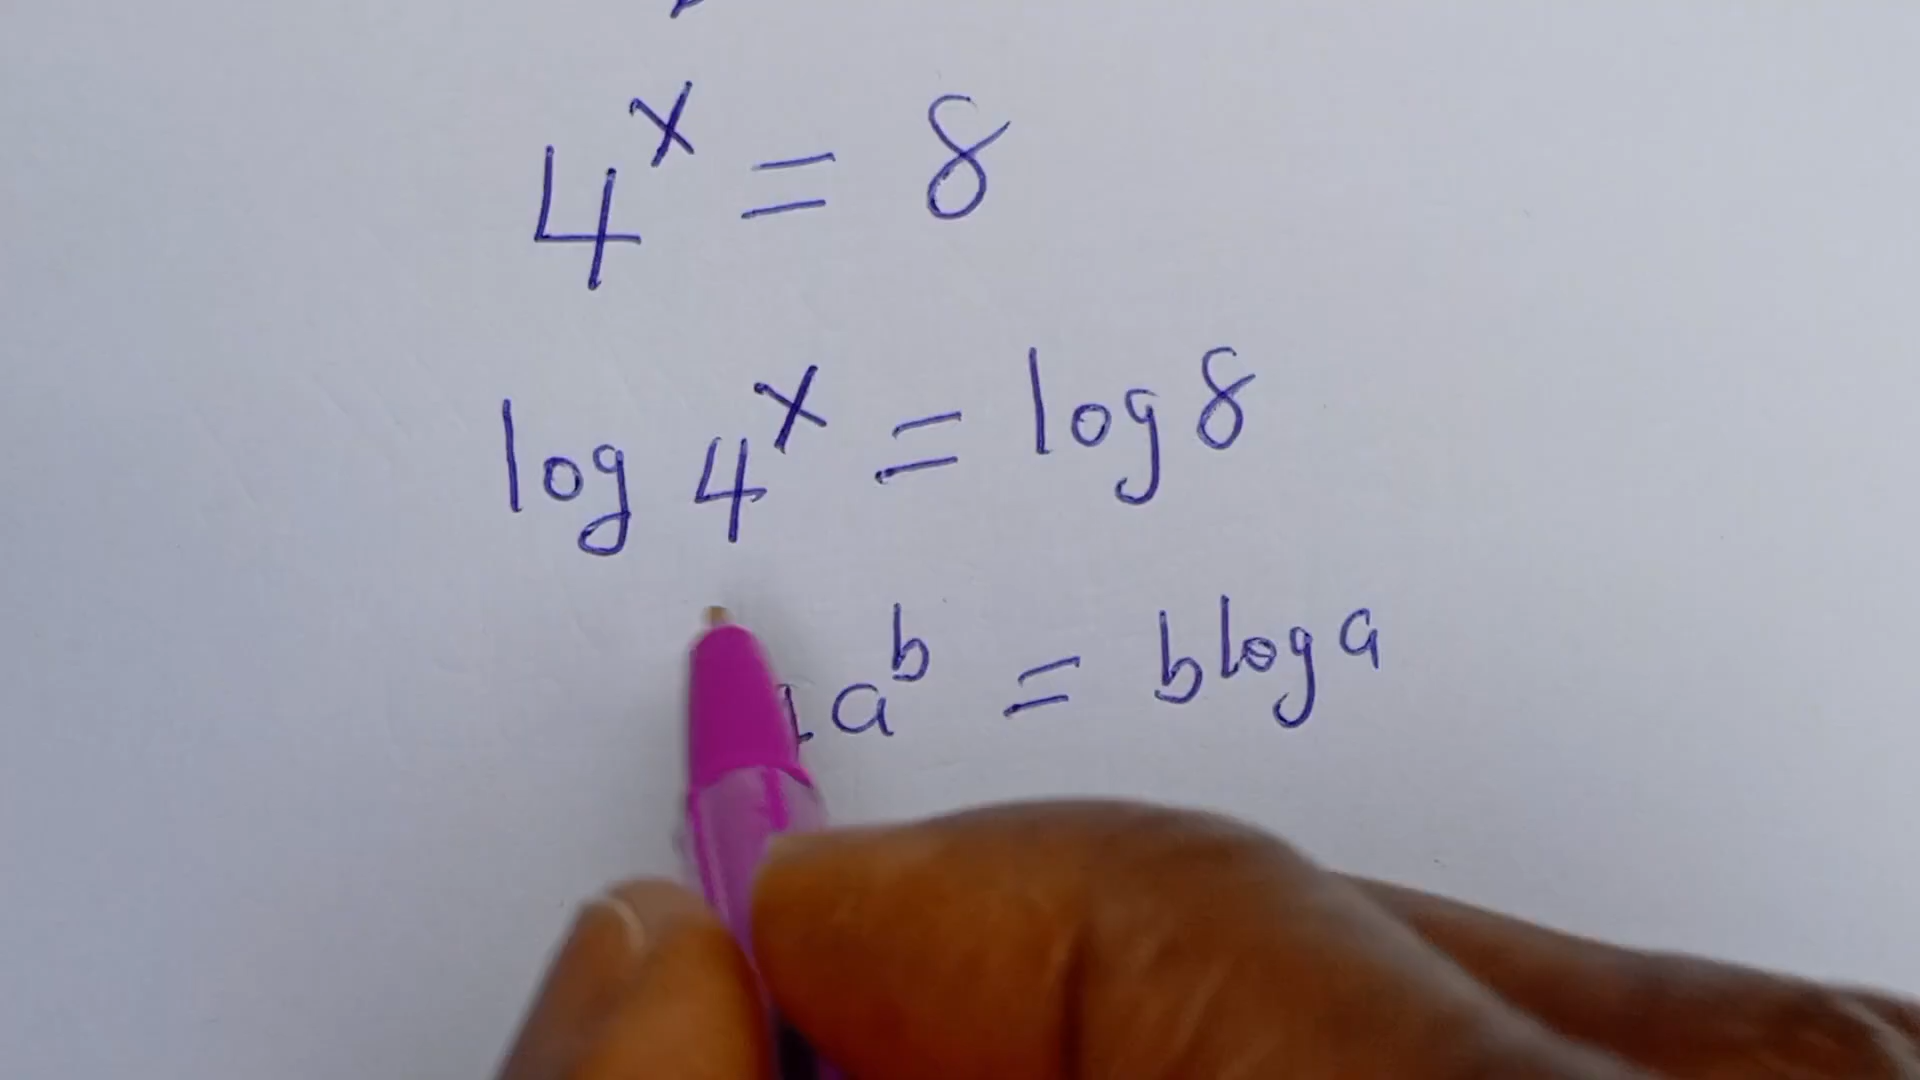 4^x = 8
log 4^x = log 8
a^b = b log a